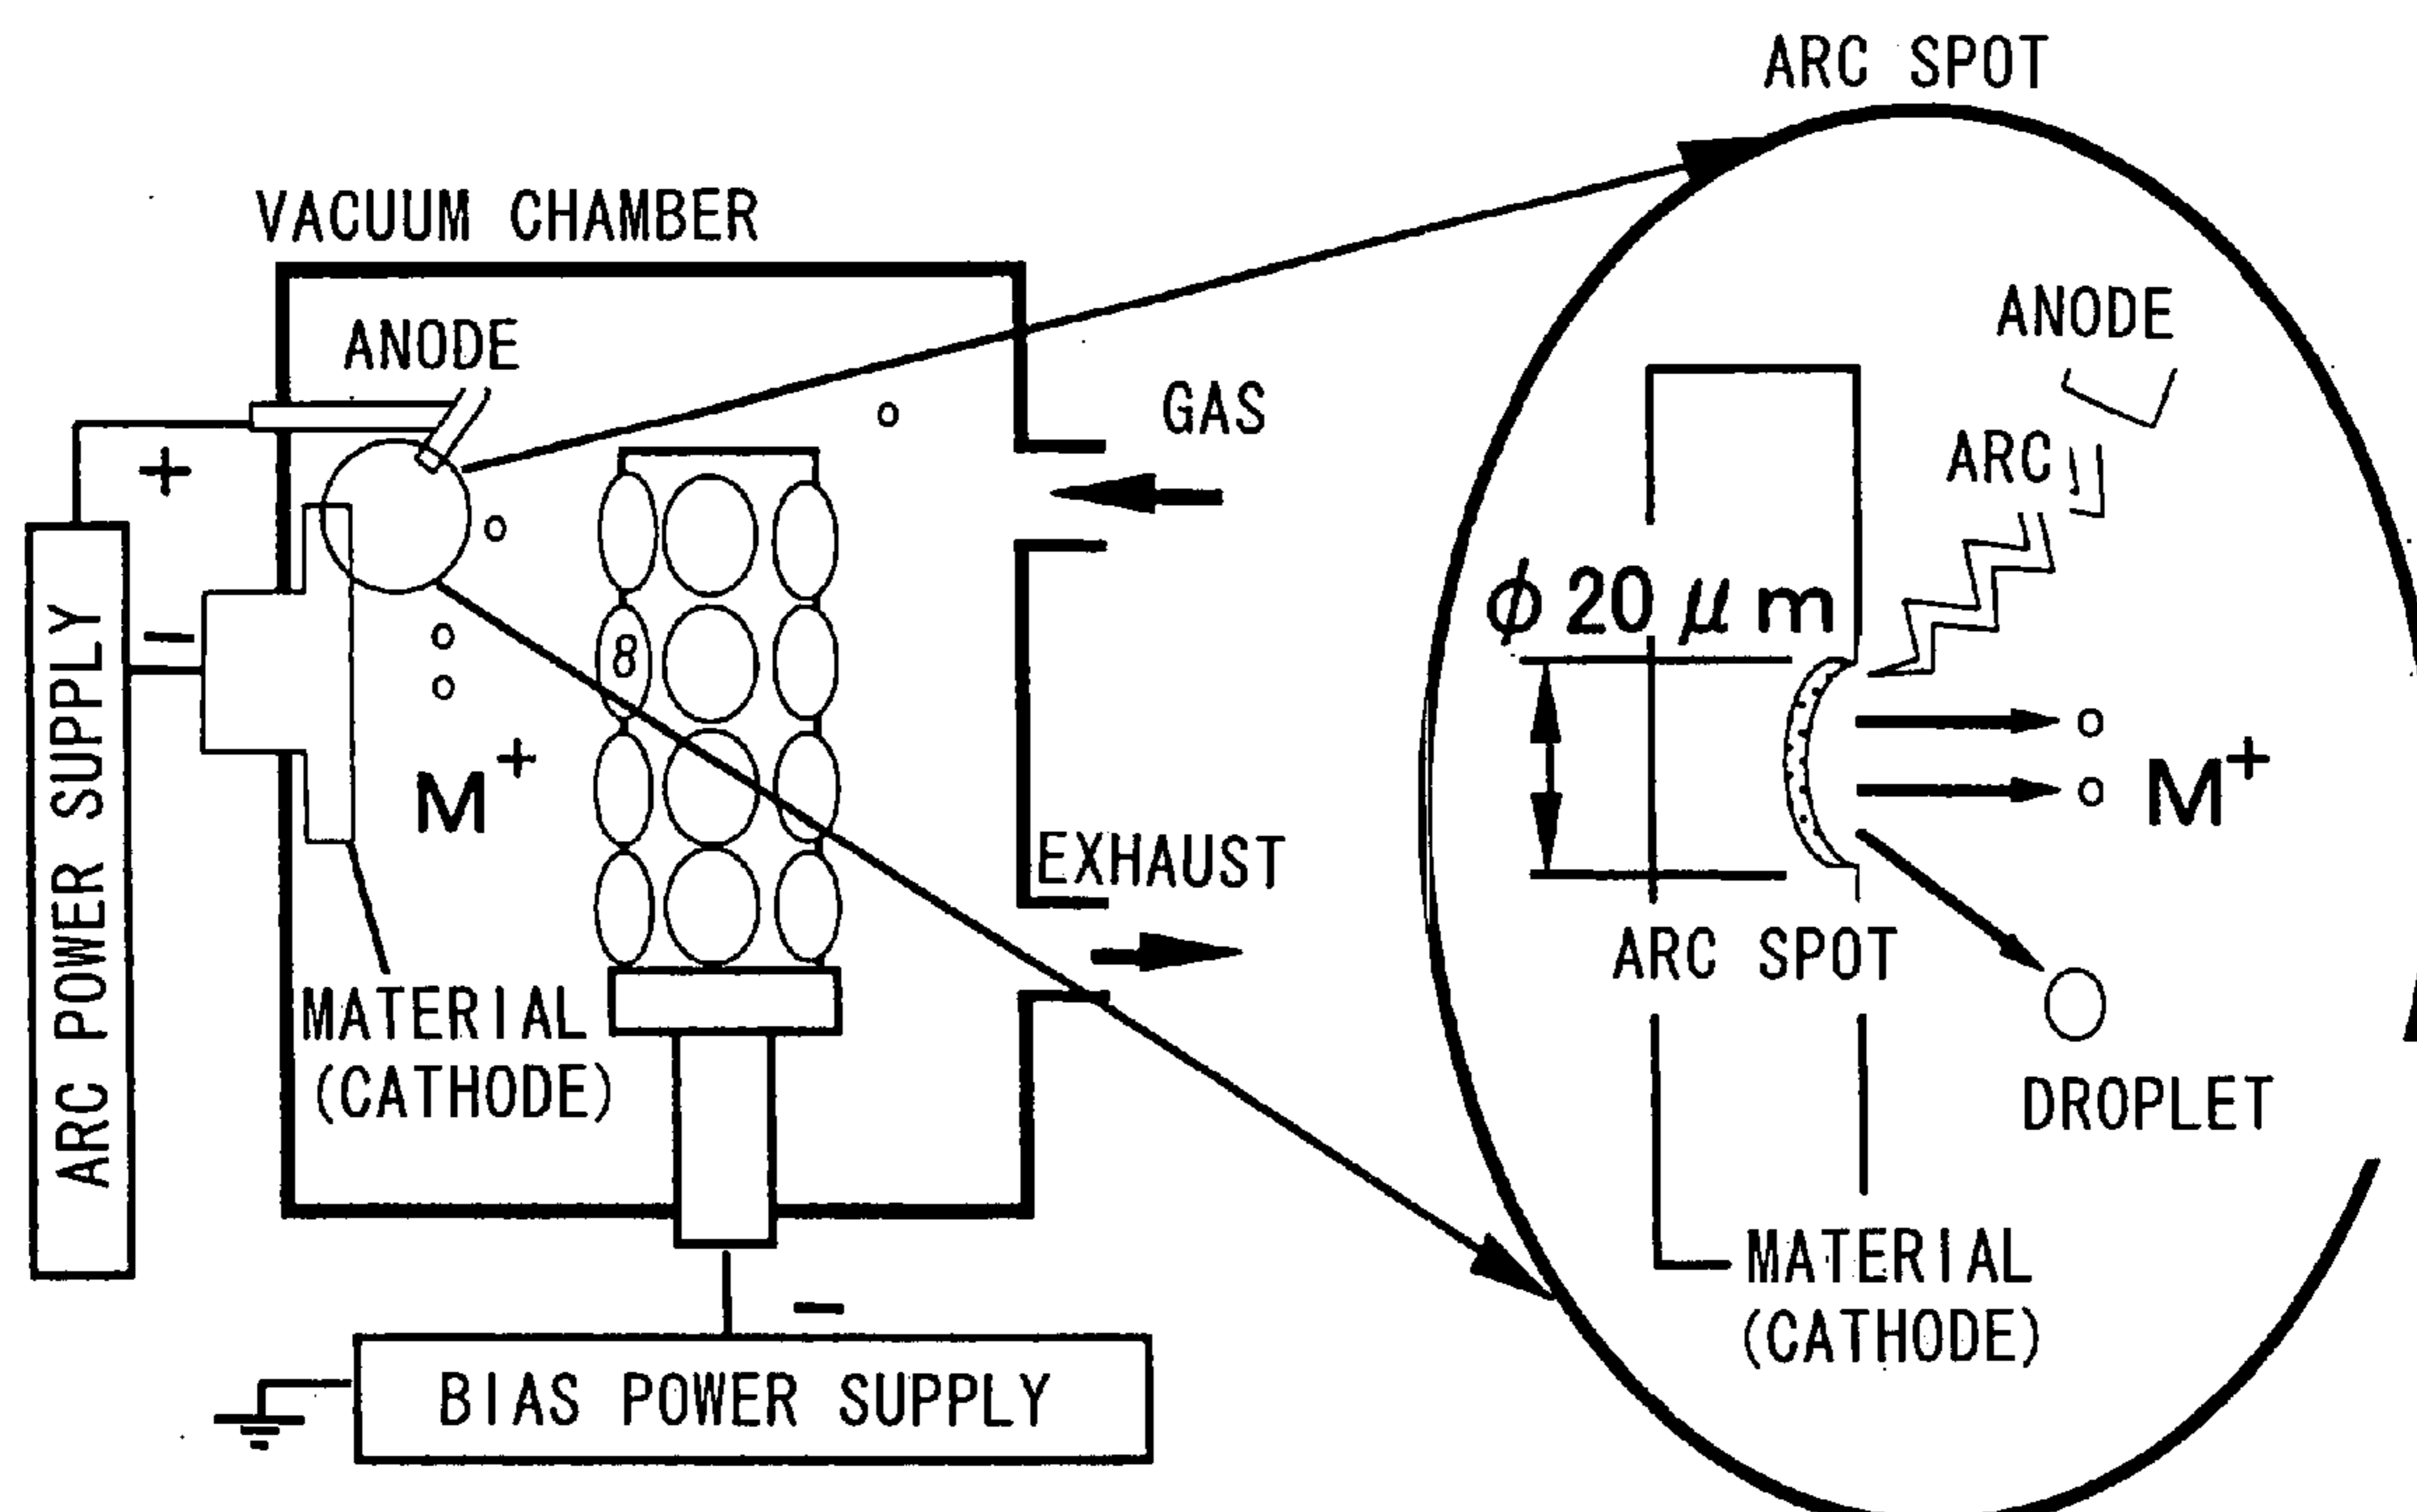 ARC SPOT
VACUUM CHAMBER
ANODE
+
GAS
−
8
M+
EXHAUST
ARC POWER SUPPLY
MATERIAL
(CATHODE)
−
BIAS POWER SUPPLY
ANODE
ARC
φ20μm
M+
ARC SPOT
DROPLET
MATERIAL
(CATHODE)